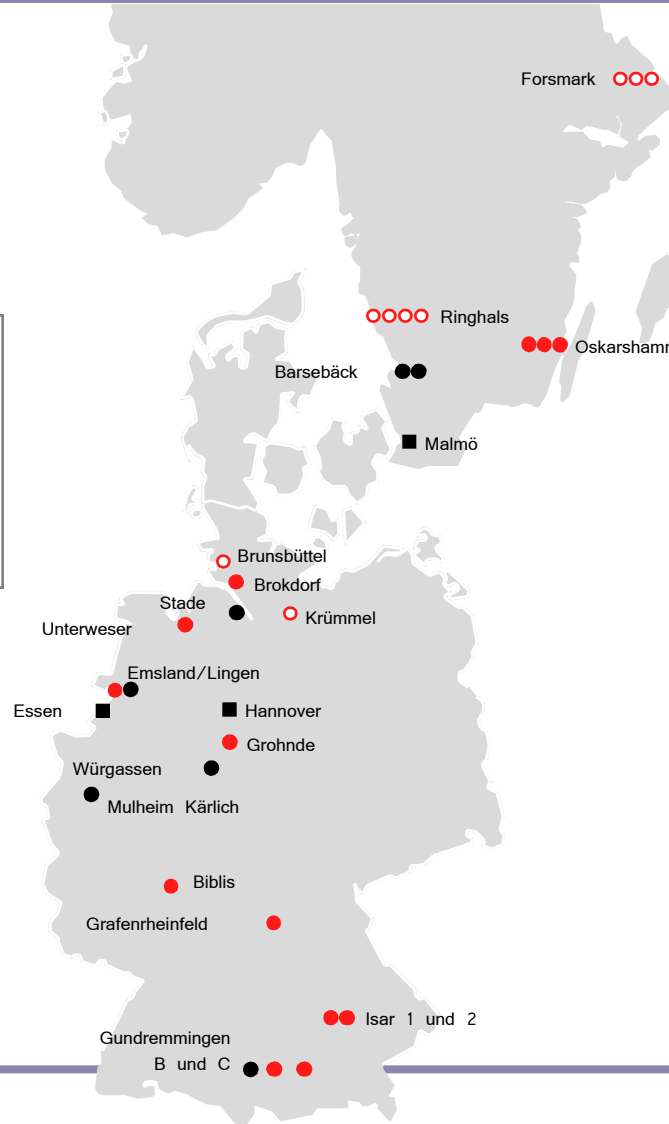 Forsmark
Ringhals
Oskarshamn
Barsebäck
Malmö
Brunsbüttel
Brokdorf
Stade
Krümmel
Unterweser
Emsland/Lingen
Essen
Hannover
Grohnde
Würgassen
Mulheim Kärlich
Biblis
Grafenrheinfeld
Isar 1 und 2
Gundremmingen
B und C